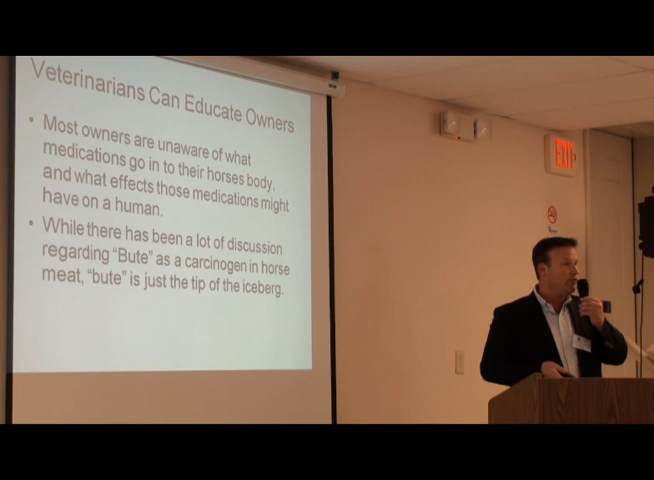 Veterinarians Can Educate Owners
• Most owners are unaware of what
medications go in to their horses body,
and what effects those medications might
have on a human.
• While there has been a lot of discussion
regarding "Bute" as a carcinogen in horse
meat, "bute" is just the tip of the iceberg.
EXIT